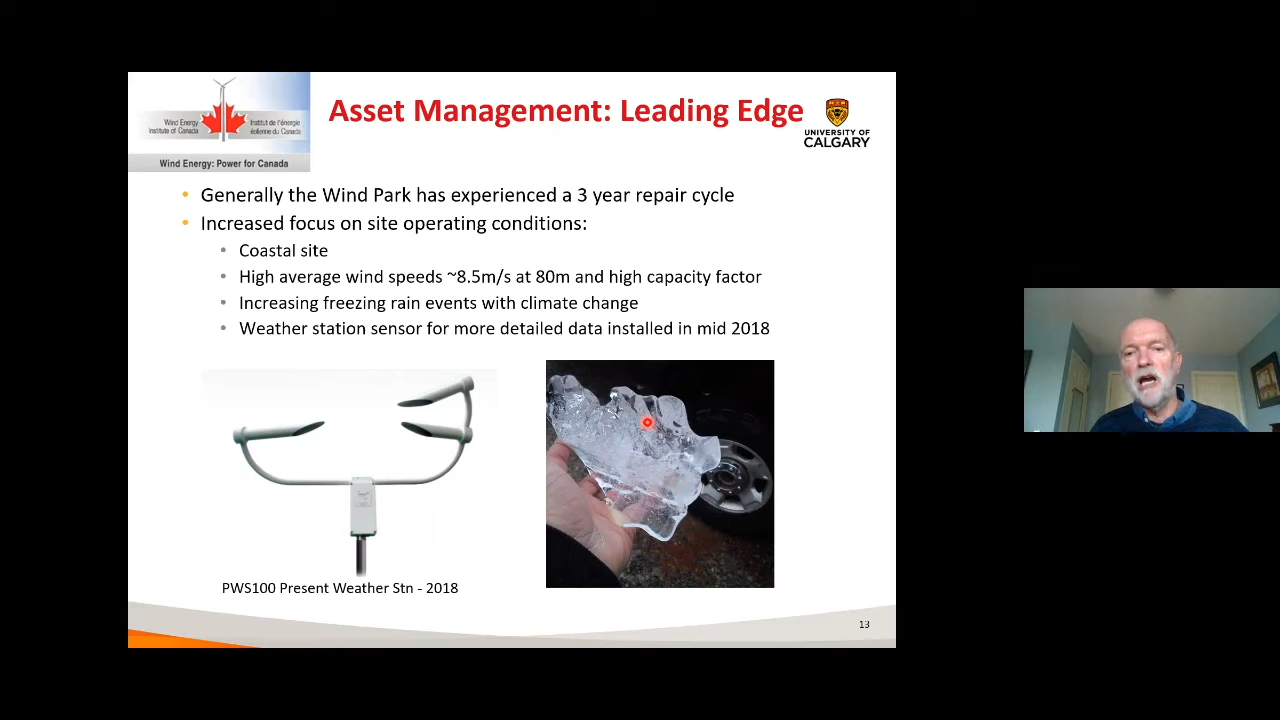 Wind Energy Institute of Canada
Institut de l'énergie éolienne du Canada
Wind Energy: Power for Canada
Asset Management: Leading Edge
UNIVERSITY OF
CALGARY
• Generally the Wind Park has experienced a 3 year repair cycle
• Increased focus on site operating conditions:
• Coastal site
• High average wind speeds ~8.5m/s at 80m and high capacity factor
• Increasing freezing rain events with climate change
• Weather station sensor for more detailed data installed in mid 2018
PWS100 Present Weather Stn - 2018
13